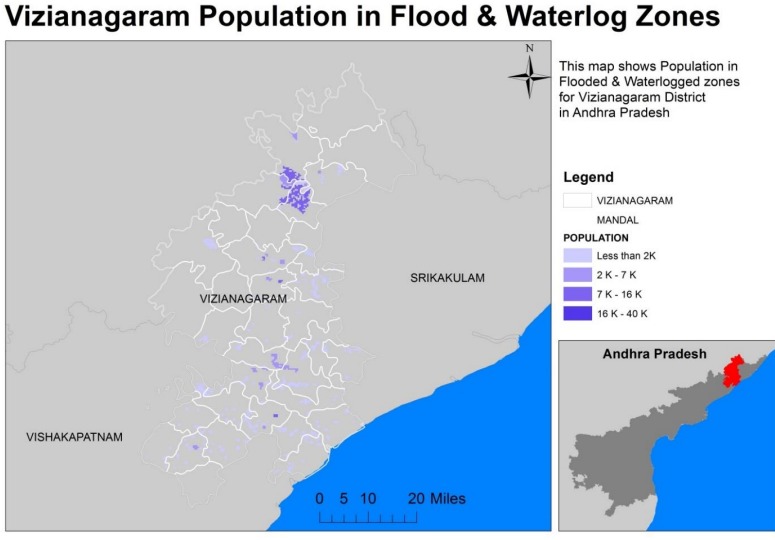 Vizianagaram Population in Flood & Waterlog Zones
N
This map shows Population in
Flooded & Waterlogged zones
for Vizianagaram District
in Andhra Pradesh
Legend
VIZIANAGARAM
MANDAL
POPULATION
Less than 2K
2 K - 7 K
7 K - 16 K
16 K - 40 K
SRIKAKULAM
VIZIANAGARAM
VISHAKAPATNAM
0 5 10 20 Miles
Andhra Pradesh